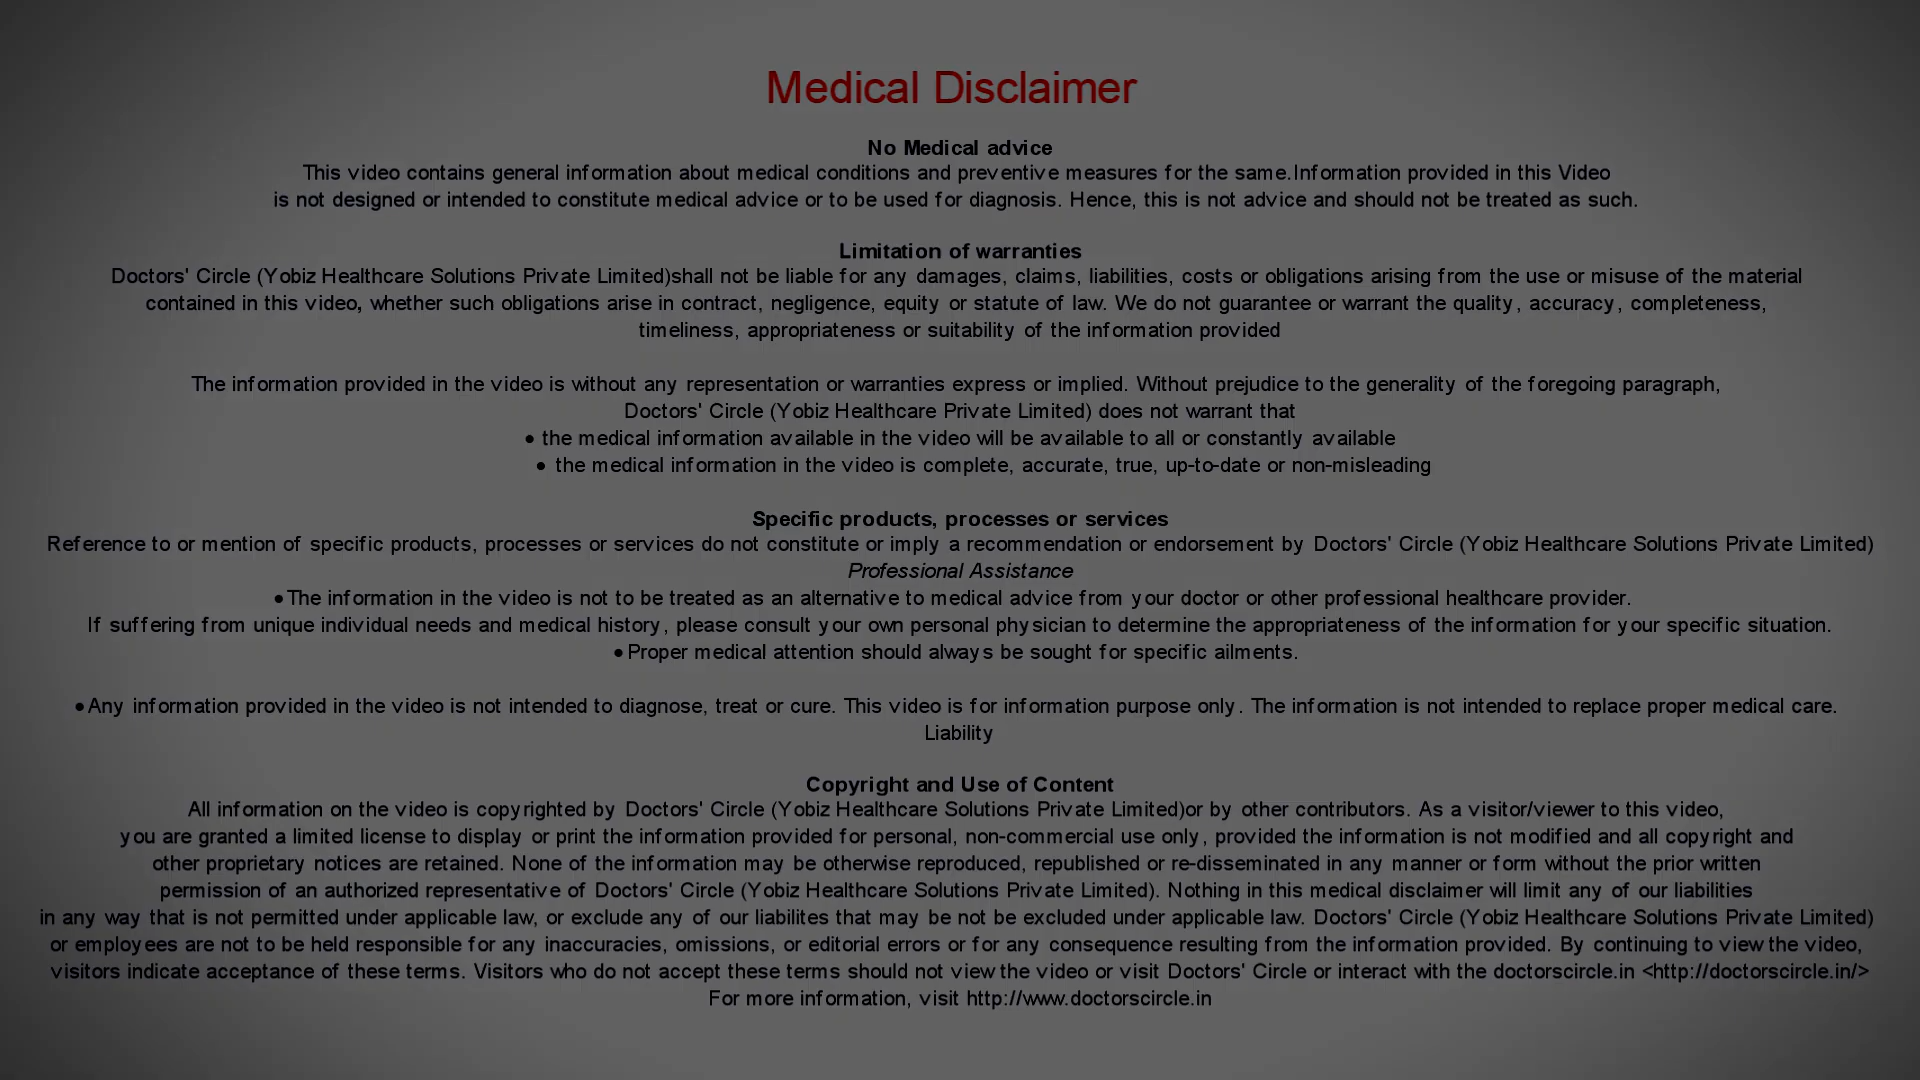 Medical Disclaimer
No Medical advice
This video contains general information about medical conditions and preventive measures for the same.Information provided in this Video
is not designed or intended to constitute medical advice or to be used for diagnosis. Hence, this is not advice and should not be treated as such.
Limitation of warranties
Doctors' Circle (Yobiz Healthcare Solutions Private Limited)shall not be liable for any damages, claims, liabilities, costs or obligations arising from the use or misuse of the material
contained in this video, whether such obligations arise in contract, negligence, equity or statute of law. We do not guarantee or warrant the quality, accuracy, completeness,
timeliness, appropriateness or suitability of the information provided
The information provided in the video is without any representation or warranties express or implied. Without prejudice to the generality of the foregoing paragraph,
Doctors' Circle (Yobiz Healthcare Private Limited) does not warrant that
• the medical information available in the video will be available to all or constantly available
• the medical information in the video is complete, accurate, true, up-to-date or non-misleading
Specific products, processes or services
Reference to or mention of specific products, processes or services do not constitute or imply a recommendation or endorsement by Doctors' Circle (Yobiz Healthcare Solutions Private Limited)
Professional Assistance
•The information in the video is not to be treated as an alternative to medical advice from your doctor or other professional healthcare provider.
If suffering from unique individual needs and medical history, please consult your own personal physician to determine the appropriateness of the information for your specific situation.
•Proper medical attention should always be sought for specific ailments.
•Any information provided in the video is not intended to diagnose, treat or cure. This video is for information purpose only. The information is not intended to replace proper medical care.
Liability
Copyright and Use of Content
All information on the video is copyrighted by Doctors' Circle (Yobiz Healthcare Solutions Private Limited)or by other contributors. As a visitor/viewer to this video,
you are granted a limited license to display or print the information provided for personal, non-commercial use only, provided the information is not modified and all copyright and
other proprietary notices are retained. None of the information may be otherwise reproduced, republished or re-disseminated in any manner or form without the prior written
permission of an authorized representative of Doctors' Circle (Yobiz Healthcare Solutions Private Limited). Nothing in this medical disclaimer will limit any of our liabilities
in any way that is not permitted under applicable law, or exclude any of our liabilites that may be not be excluded under applicable law. Doctors' Circle (Yobiz Healthcare Solutions Private Limited)
or employees are not to be held responsible for any inaccuracies, omissions, or editorial errors or for any consequence resulting from the information provided. By continuing to view the video,
visitors indicate acceptance of these terms. Visitors who do not accept these terms should not view the video or visit Doctors' Circle or interact with the doctorscircle.in <http://doctorscircle.in/>
For more information, visit http://www.doctorscircle.in